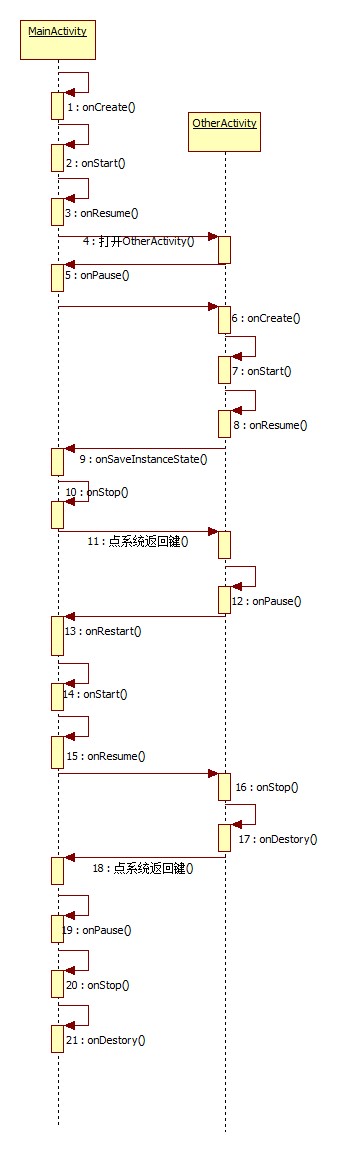 MainActivity
1 : onCreate()
OtherActivity
2 : onStart()
3 : onResume()
4 : 打开OtherActivity()
5 : onPause()
6 : onCreate()
7 : onStart()
8 : onResume()
9 : onSaveInstanceState()
10 : onStop()
11 : 点系统返回键()
12 : onPause()
13 : onRestart()
14 : onStart()
15 : onResume()
16 : onStop()
17 : onDestory()
18 : 点系统返回键()
19 : onPause()
20 : onStop()
21 : onDestory()